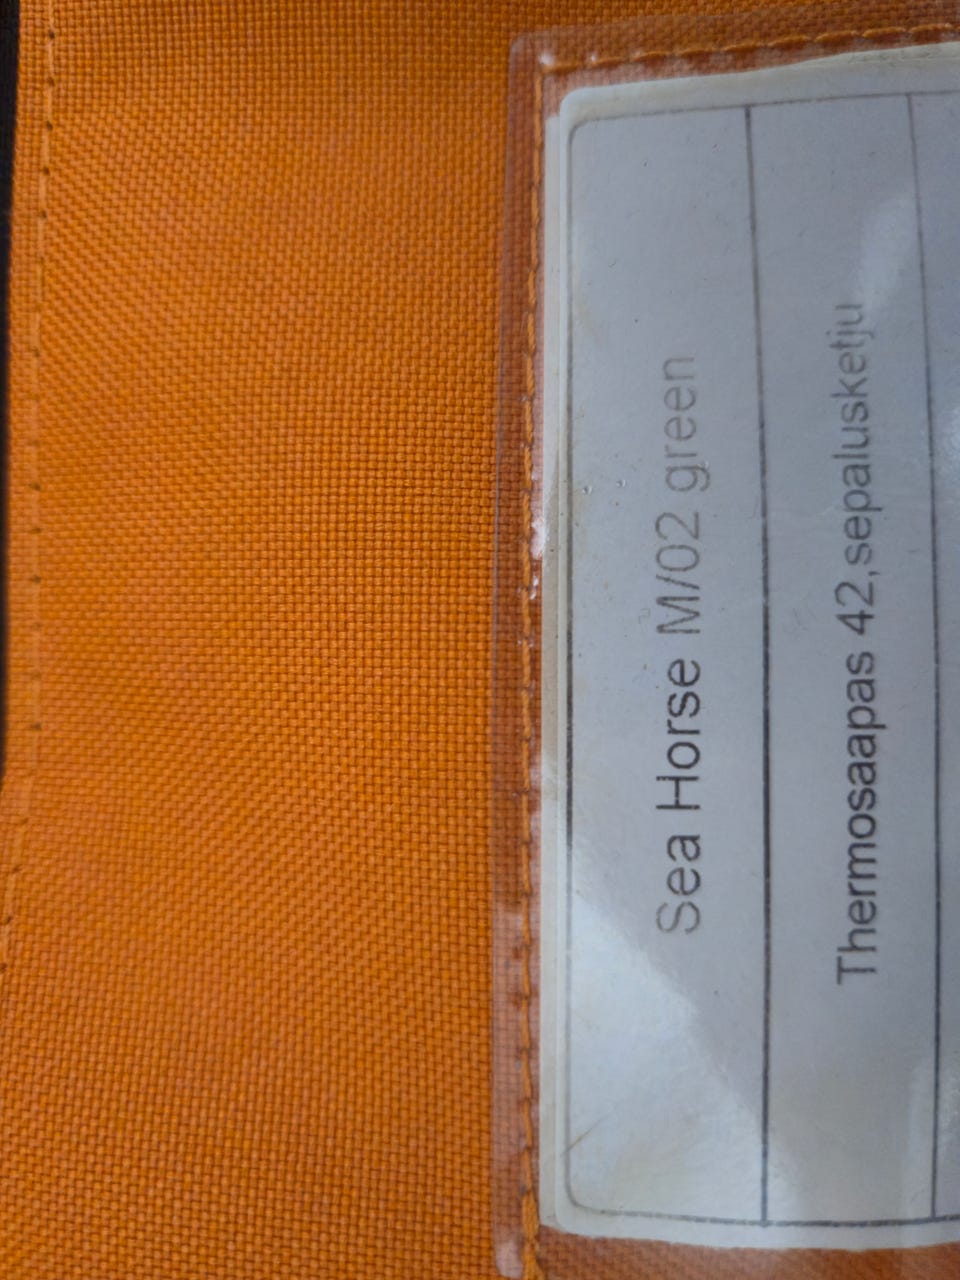 Sea Horse M/02 green
Thermosaapas 42,sepalusketju